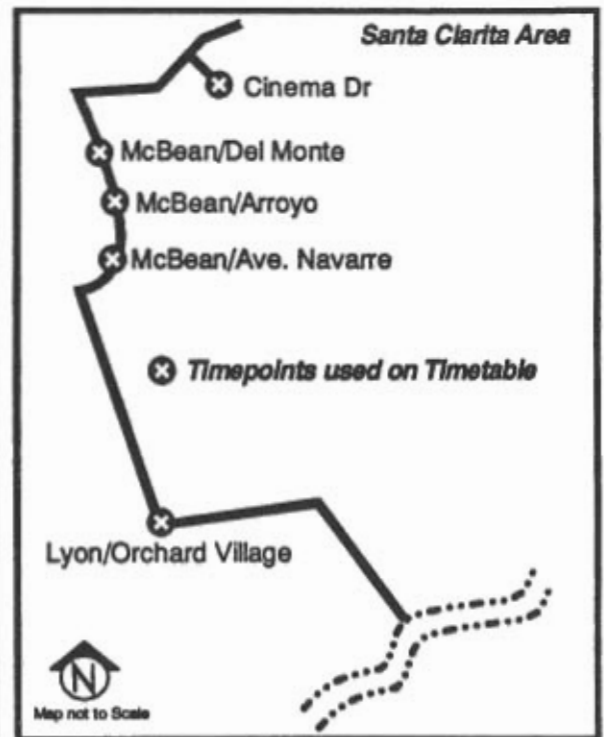 Santa Clarita Area
Cinema Dr
McBean/Del Monte
McBean/Arroyo
McBean/Ave. Navarre
Timepoints used on Timetable
Lyon/Orchard Village
N
Map not to Scale